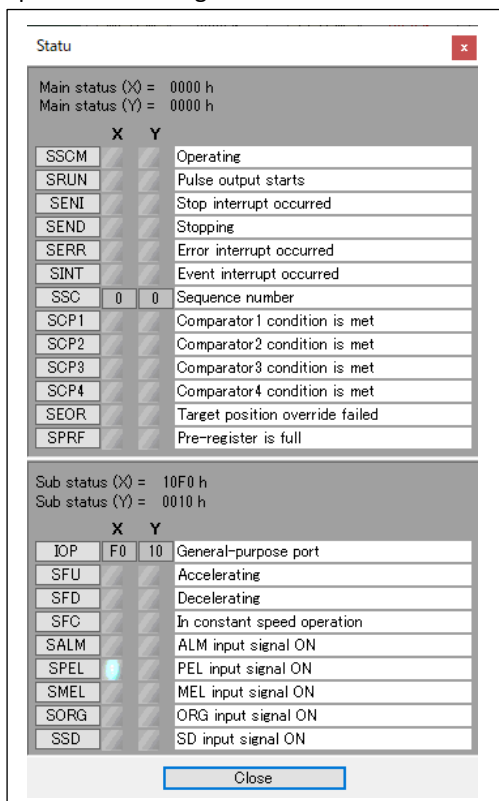 Statu
x
Main status (X) = 0000 h
Main status (Y) = 0000 h
X Y
SSCM Operating
SRUN Pulse output starts
SENI Stop interrupt occurred
SEND Stopping
SERR Error interrupt occurred
SINT Event interrupt occurred
SSC 0 0 Sequence number
SCP1 Comparator1 condition is met
SCP2 Comparator2 condition is met
SCP3 Comparator3 condition is met
SCP4 Comparator4 condition is met
SEOR Target position override failed
SPRF Pre-register is full
Sub status (X) = 10F0 h
Sub status (Y) = 0010 h
X Y
IOP F0 10 General-purpose port
SFU Accelerating
SFD Decelerating
SFC In constant speed operation
SALM ALM input signal ON
SPEL PEL input signal ON
SMEL MEL input signal ON
SORG ORG input signal ON
SSD SD input signal ON
Close